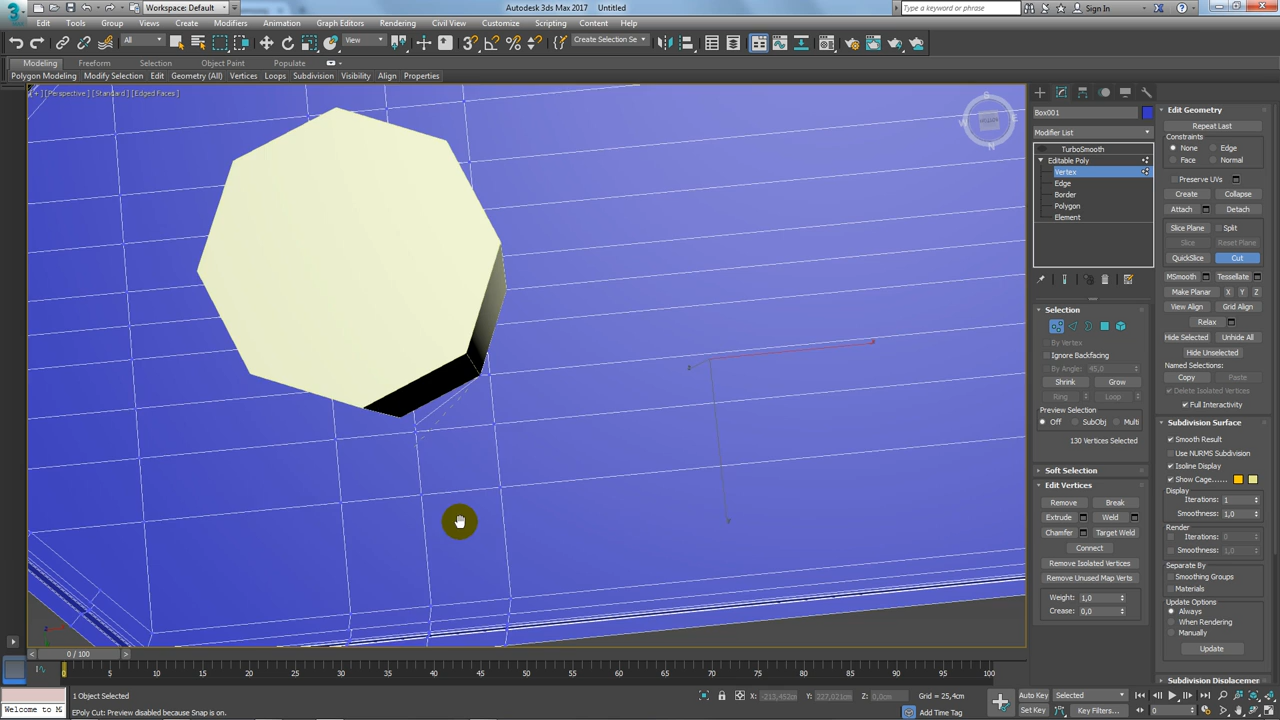 Workspace: Default
Autodesk 3ds Max 2017 Untitled
Type a keyword or phrase
Sign In
Edit Tools Group Views Create Modifiers Animation Graph Editors Rendering Civil View Customize Scripting Content Help
All View Create Selection Se
Modeling Freeform Selection Object Paint Populate
Polygon Modeling Modify Selection Edit Geometry (All) Vertices Loops Subdivision Visibility Align Properties
[+] [Perspective] [Standard] [Edged Faces]
S
W
N
Box001
Modifier List
TurboSmooth
Editable Poly
Vertex
Edge
Border
Polygon
Element
Selection
By Vertex
Ignore Backfacing
By Angle: 45,0
Shrink Grow
Ring Loop
Preview Selection
Off SubObj Multi
130 Vertices Selected
Soft Selection
Edit Vertices
Remove Break
Extrude Weld
Chamfer Target Weld
Connect
Remove Isolated Vertices
Remove Unused Map Verts
Weight: 1,0
Crease: 0,0
Edit Geometry
Repeat Last
Constraints
None Edge
Face Normal
Preserve UVs
Create Collapse
Attach Detach
Slice Plane Split
Slice Reset Plane
QuickSlice Cut
MSmooth Tessellate
Make Planar X Y Z
View Align Grid Align
Relax
Hide Selected Unhide All
Hide Unselected
Named Selections:
Copy Paste
Delete Isolated Vertices
Full Interactivity
Subdivision Surface
Smooth Result
Use NURMS Subdivision
Isoline Display
Show Cage......
Display
Iterations: 1
Smoothness: 1,0
Render
Iterations: 0
Smoothness: 1,0
Separate By
Smoothing Groups
Materials
Update Options
Always
When Rendering
Manually
Update
Subdivision Displacemer
0 / 100
0 5 10 15 20 25 30 35 40 45 50 55 60 65 70 75 80 85 90 95 100
1 Object Selected
X: -213,452cm Y: 227,021cm Z: 0,0cm Grid = 25,4cm
Auto Key Selected
Welcome to M
EPoly Cut: Preview disabled because Snap is on.
Add Time Tag
Set Key Key Filters... 0